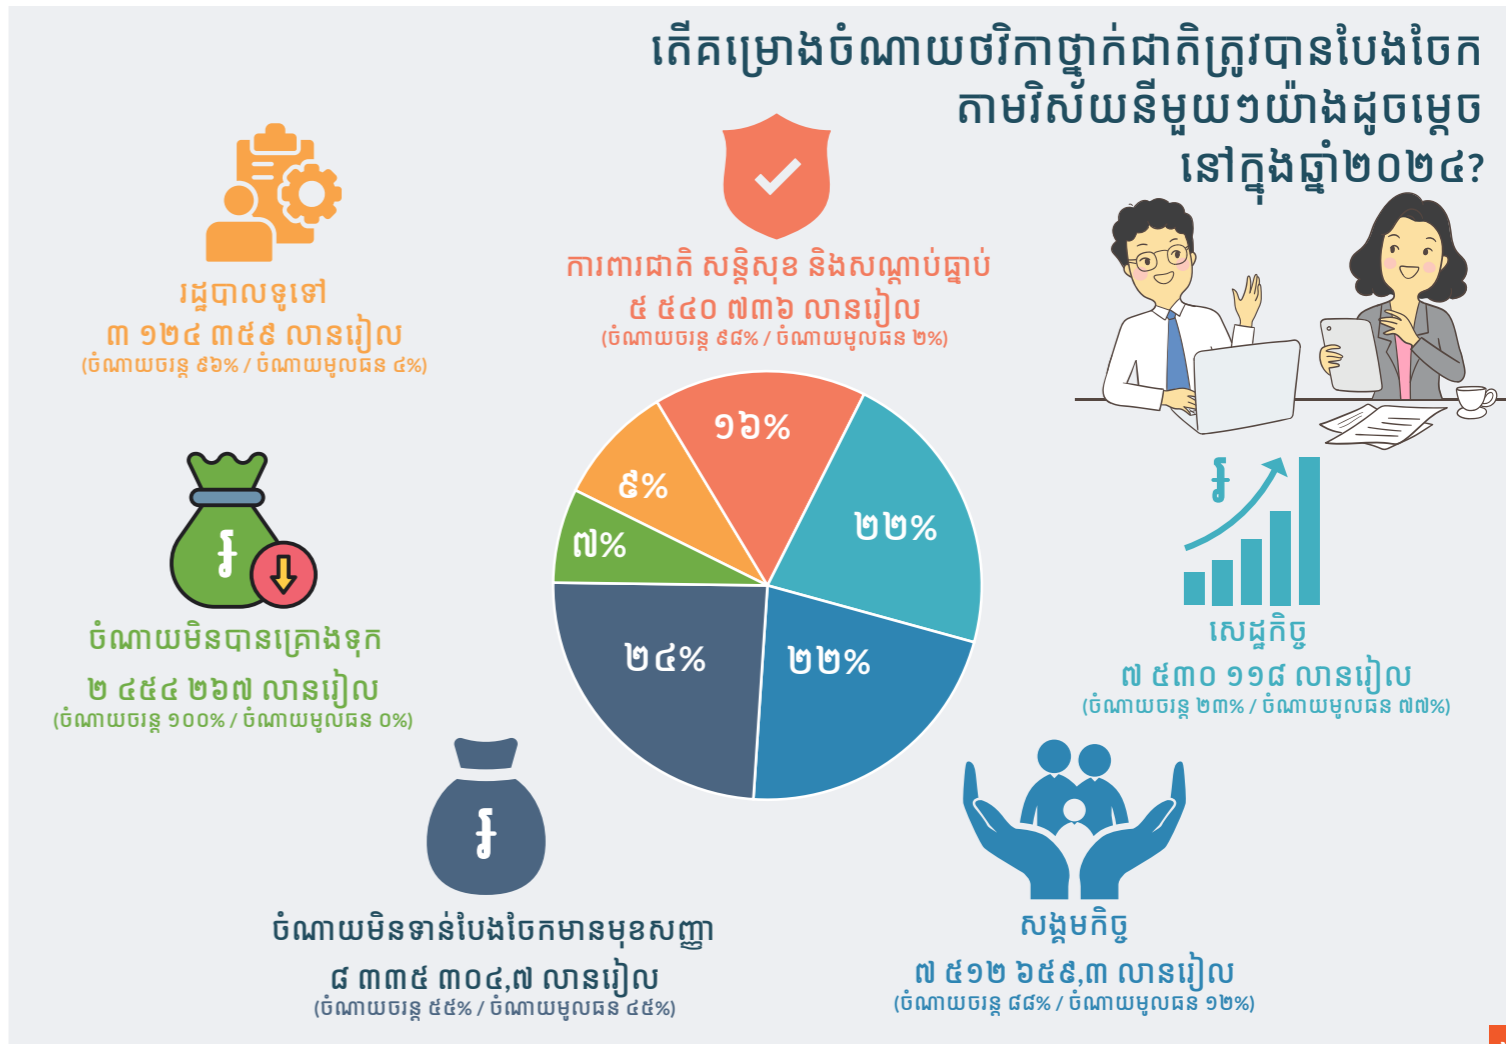 តើគម្រោងចំណាយថវិកាថ្នាក់ជាតិត្រូវបានបែងចែក
តាមវិស័យនីមួយៗយ៉ាងដូចម្តេច
នៅក្នុងឆ្នាំ២០២៤?
រដ្ឋបាលទូទៅ
៣ ១២៤ ៣៥៩ លានរៀល
(ចំណាយចរន្ត ៩៦% / ចំណាយមូលធន ៤%)
ការពារជាតិ សន្តិសុខ និងសណ្តាប់ធ្នាប់
៥ ៥៤០ ៧៣៦ លានរៀល
(ចំណាយចរន្ត ៩៨% / ចំណាយមូលធន ២%)
១៦%
៩%
៧%
២២%
២៤%
២២%
ចំណាយមិនបានគ្រោងទុក
២ ៤៥៤ ២៦៧ លានរៀល
(ចំណាយចរន្ត ១០០% / ចំណាយមូលធន ០%)
សេដ្ឋកិច្ច
៧ ៥៣០ ១១៨ លានរៀល
(ចំណាយចរន្ត ២៣% / ចំណាយមូលធន ៧៧%)
ចំណាយមិនទាន់បែងចែកមានមុខសញ្ញា
៨ ៣៣៥ ៣០៤,៧ លានរៀល
(ចំណាយចរន្ត ៥៥% / ចំណាយមូលធន ៤៥%)
សង្គមកិច្ច
៧ ៥១២ ៦៥៩,៣ លានរៀល
(ចំណាយចរន្ត ៨៨% / ចំណាយមូលធន ១២%)